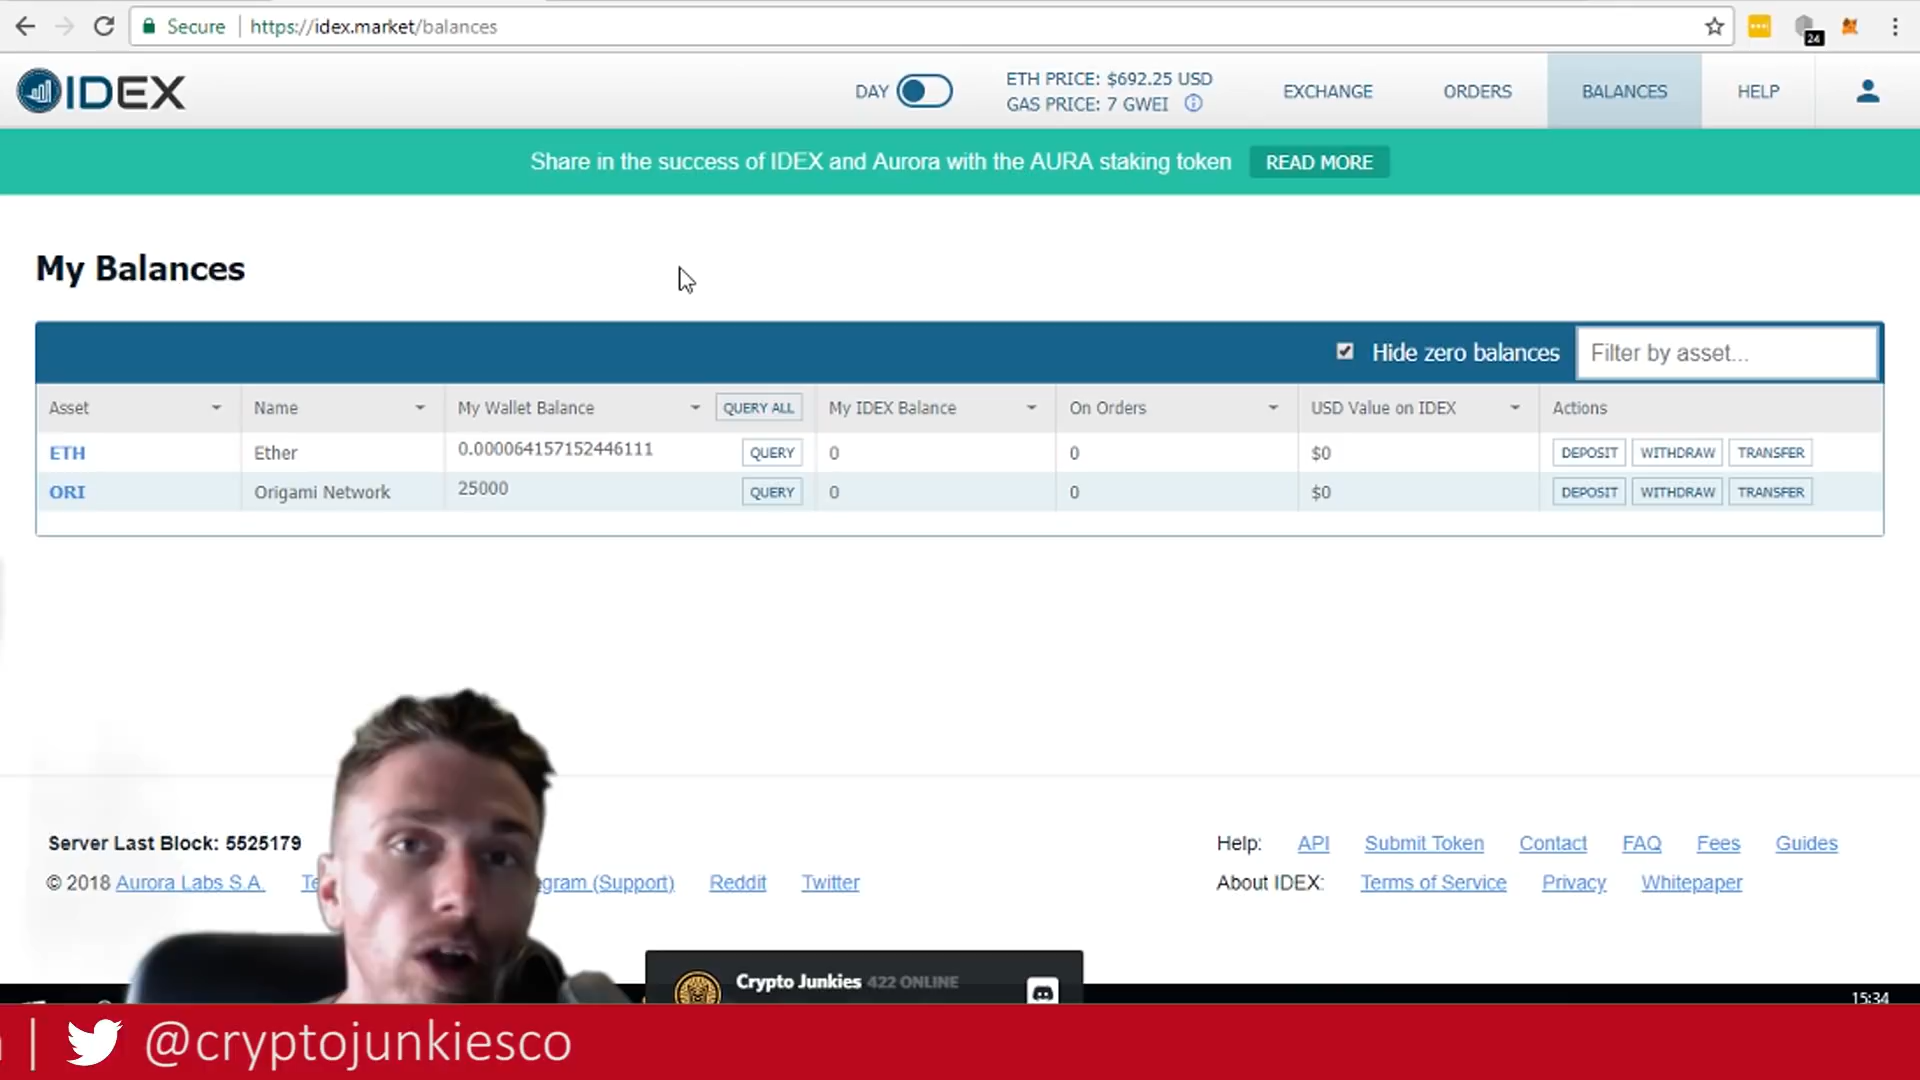 Secure https://idex.market/balances
24
IDEX
DAY
ETH PRICE: $692.25 USD
GAS PRICE: 7 GWEI
EXCHANGE
ORDERS
BALANCES
HELP
Share in the success of IDEX and Aurora with the AURA staking token READ MORE
My Balances
Hide zero balances Filter by asset...
Asset Name My Wallet Balance QUERY ALL My IDEX Balance On Orders USD Value on IDEX Actions
ETH Ether 0.000064157152446111 QUERY 0 0 $0 DEPOSIT WITHDRAW TRANSFER
ORI Origami Network 25000 QUERY 0 0 $0 DEPOSIT WITHDRAW TRANSFER
Server Last Block: 5525179
Help: API Submit Token Contact FAQ Fees Guides
© 2018 Aurora Labs S.A. (Support) Reddit Twitter
About IDEX: Terms of Service Privacy Whitepaper
Crypto Junkies 422 ONLINE
15:34
| @cryptojunkiesco